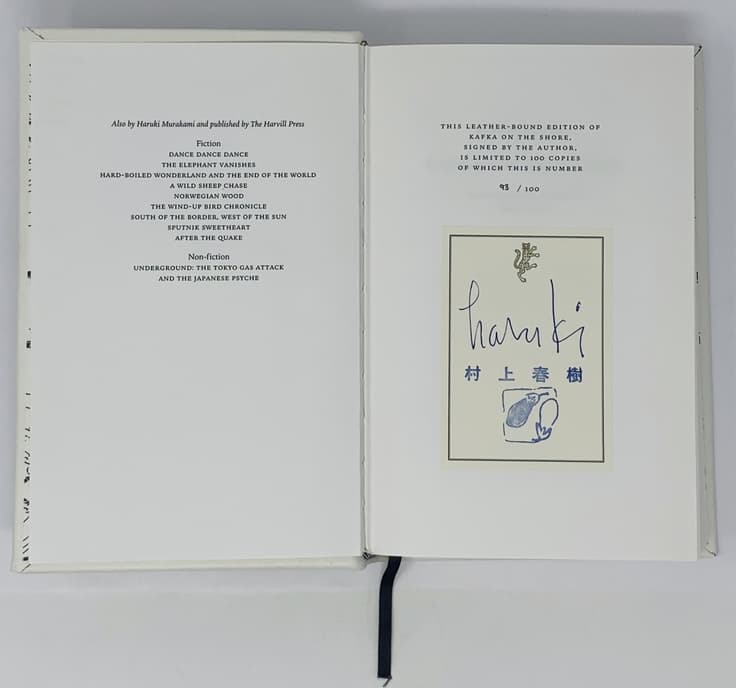 Also by Haruki Murakami and published by The Harvill Press
Fiction
DANCE DANCE DANCE
THE ELEPHANT VANISHES
HARD-BOILED WONDERLAND AND THE END OF THE WORLD
A WILD SHEEP CHASE
NORWEGIAN WOOD
THE WIND-UP BIRD CHRONICLE
SOUTH OF THE BORDER, WEST OF THE SUN
SPUTNIK SWEETHEART
AFTER THE QUAKE
Non-fiction
UNDERGROUND: THE TOKYO GAS ATTACK
AND THE JAPANESE PSYCHE
THIS LEATHER-BOUND EDITION OF
KAFKA ON THE SHORE,
SIGNED BY THE AUTHOR,
IS LIMITED TO 100 COPIES
OF WHICH THIS IS NUMBER
93 / 100
haruki
村上春樹